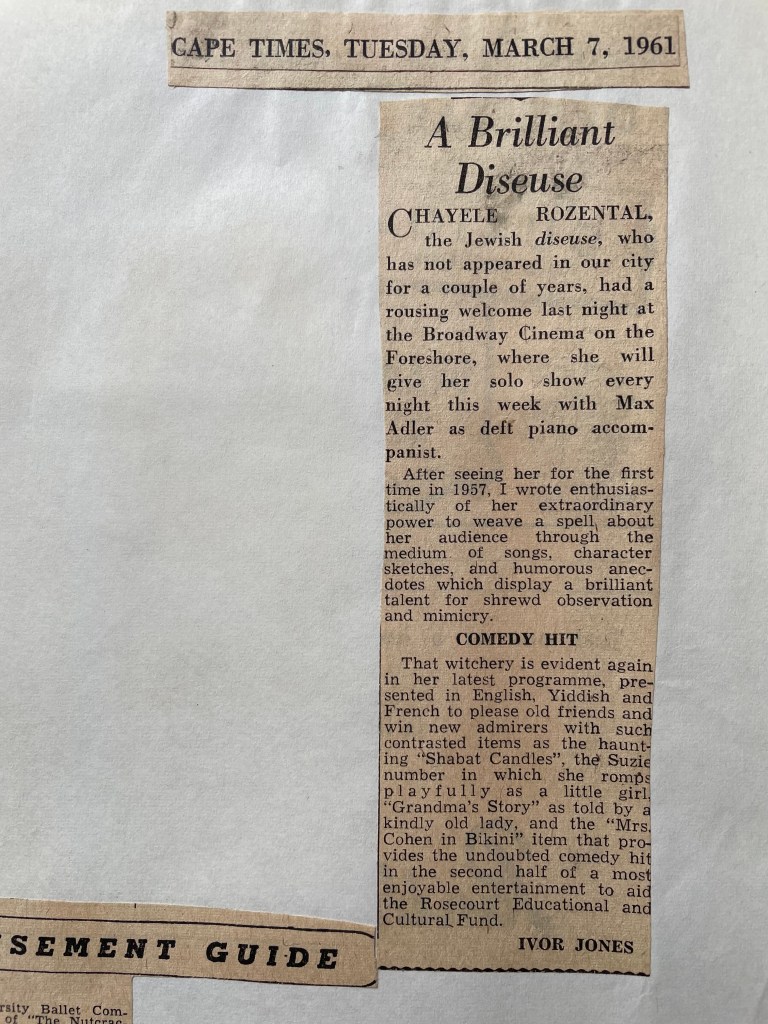 CAPE TIMES, TUESDAY, MARCH 7, 1961
A Brilliant
Diseuse
CHAYELE ROZENTAL,
the Jewish diseuse, who
has not appeared in our city
for a couple of years, had a
rousing welcome last night at
the Broadway Cinema on the
Foreshore, where she will
give her solo show every
night this week with Max
Adler as deft piano accom-
panist.
After seeing her for the first
time in 1957, I wrote enthusias-
tically of her extraordinary
power to weave a spell about
her audience through the
medium of songs, character
sketches, and humorous anec-
dotes which display a brilliant
talent for shrewd observation
and mimicry.
COMEDY HIT
That witchery is evident again
in her latest programme, pre-
sented in English, Yiddish and
French to please old friends and
win new admirers with such
contrasted items as the haunt-
ing "Shabat Candles", the Suzie
number in which she romps
playfully as a little girl,
"Grandma's Story" as told by a
kindly old lady, and the "Mrs.
Cohen in Bikini" item that pro-
vides the undoubted comedy hit
in the second half of a most
enjoyable entertainment to aid
the Rosecourt Educational and
Cultural Fund.
IVOR JONES
SEMENT GUIDE
rsity Ballet Com-
of "The Nutcrac